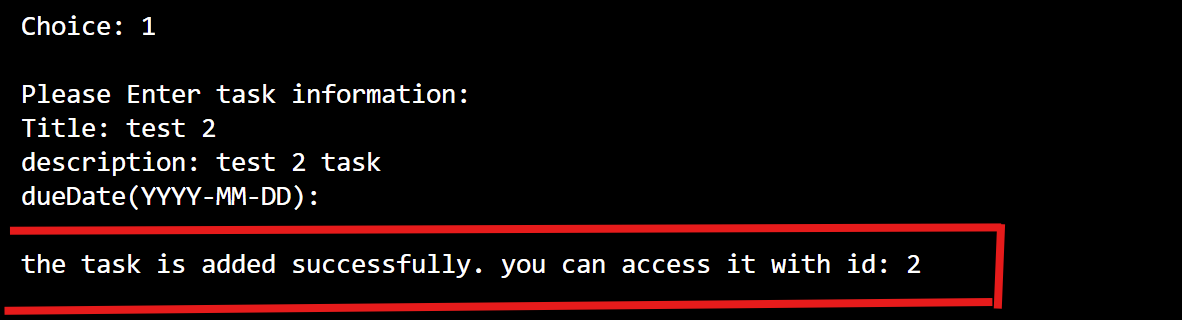 Choice: 1
Please Enter task information:
Title: test 2
description: test 2 task
dueDate(YYYY-MM-DD):
the task is added successfully. you can access it with id: 2